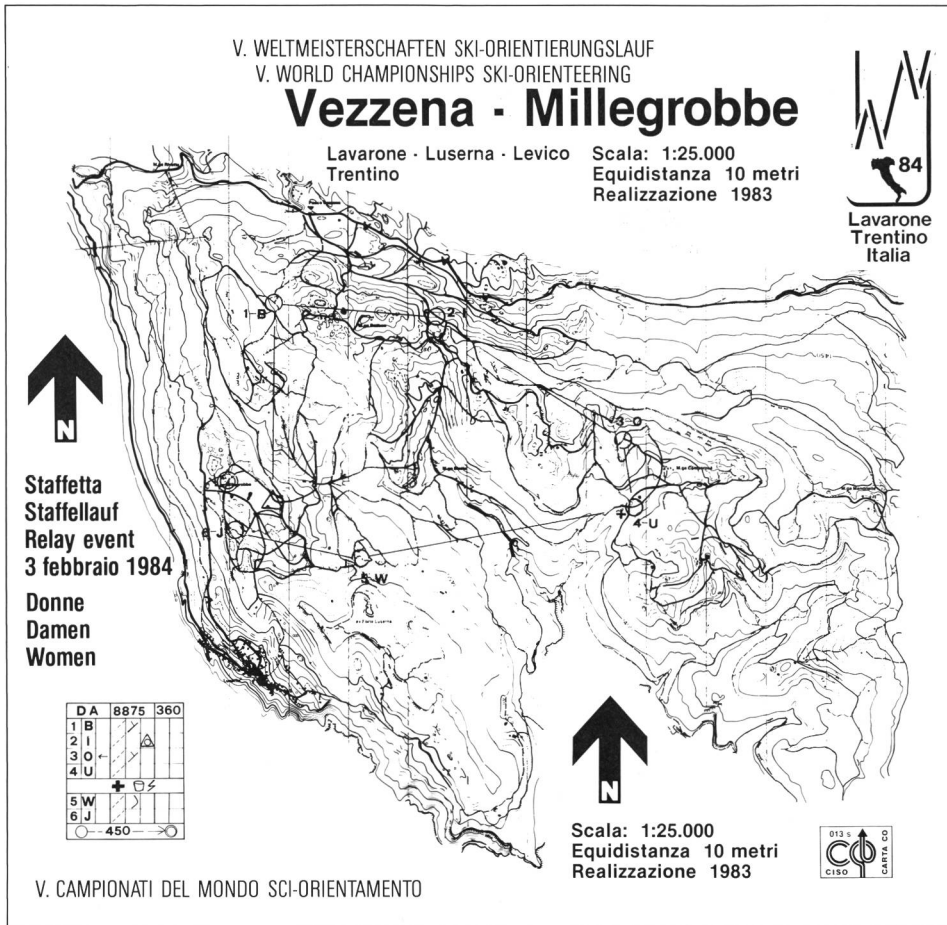 V. WELTMEISTERSCHAFTEN SKI-ORIENTIERUNGSLAUF
V. WORLD CHAMPIONSHIPS SKI-ORIENTEERING
Vezzena - Millegrobbe
Lavarone - Luserna - Levico
Trentino
Scala: 1:25.000
Equidistanza 10 metri
Realizzazione 1983
84
Lavarone
Trentino
Italia
1-B
2-I
3-O
4-U
5 W
6 J
N
Staffetta
Staffellauf
Relay event
3 febbraio 1984
Donne
Damen
Women
DA 8875 360
1 B
2 I
3 O
4 U
5 W
6 J
450
N
Scala: 1:25.000
Equidistanza 10 metri
Realizzazione 1983
013 s
CISO
CARTA CO
V. CAMPIONATI DEL MONDO SCI-ORIENTAMENTO